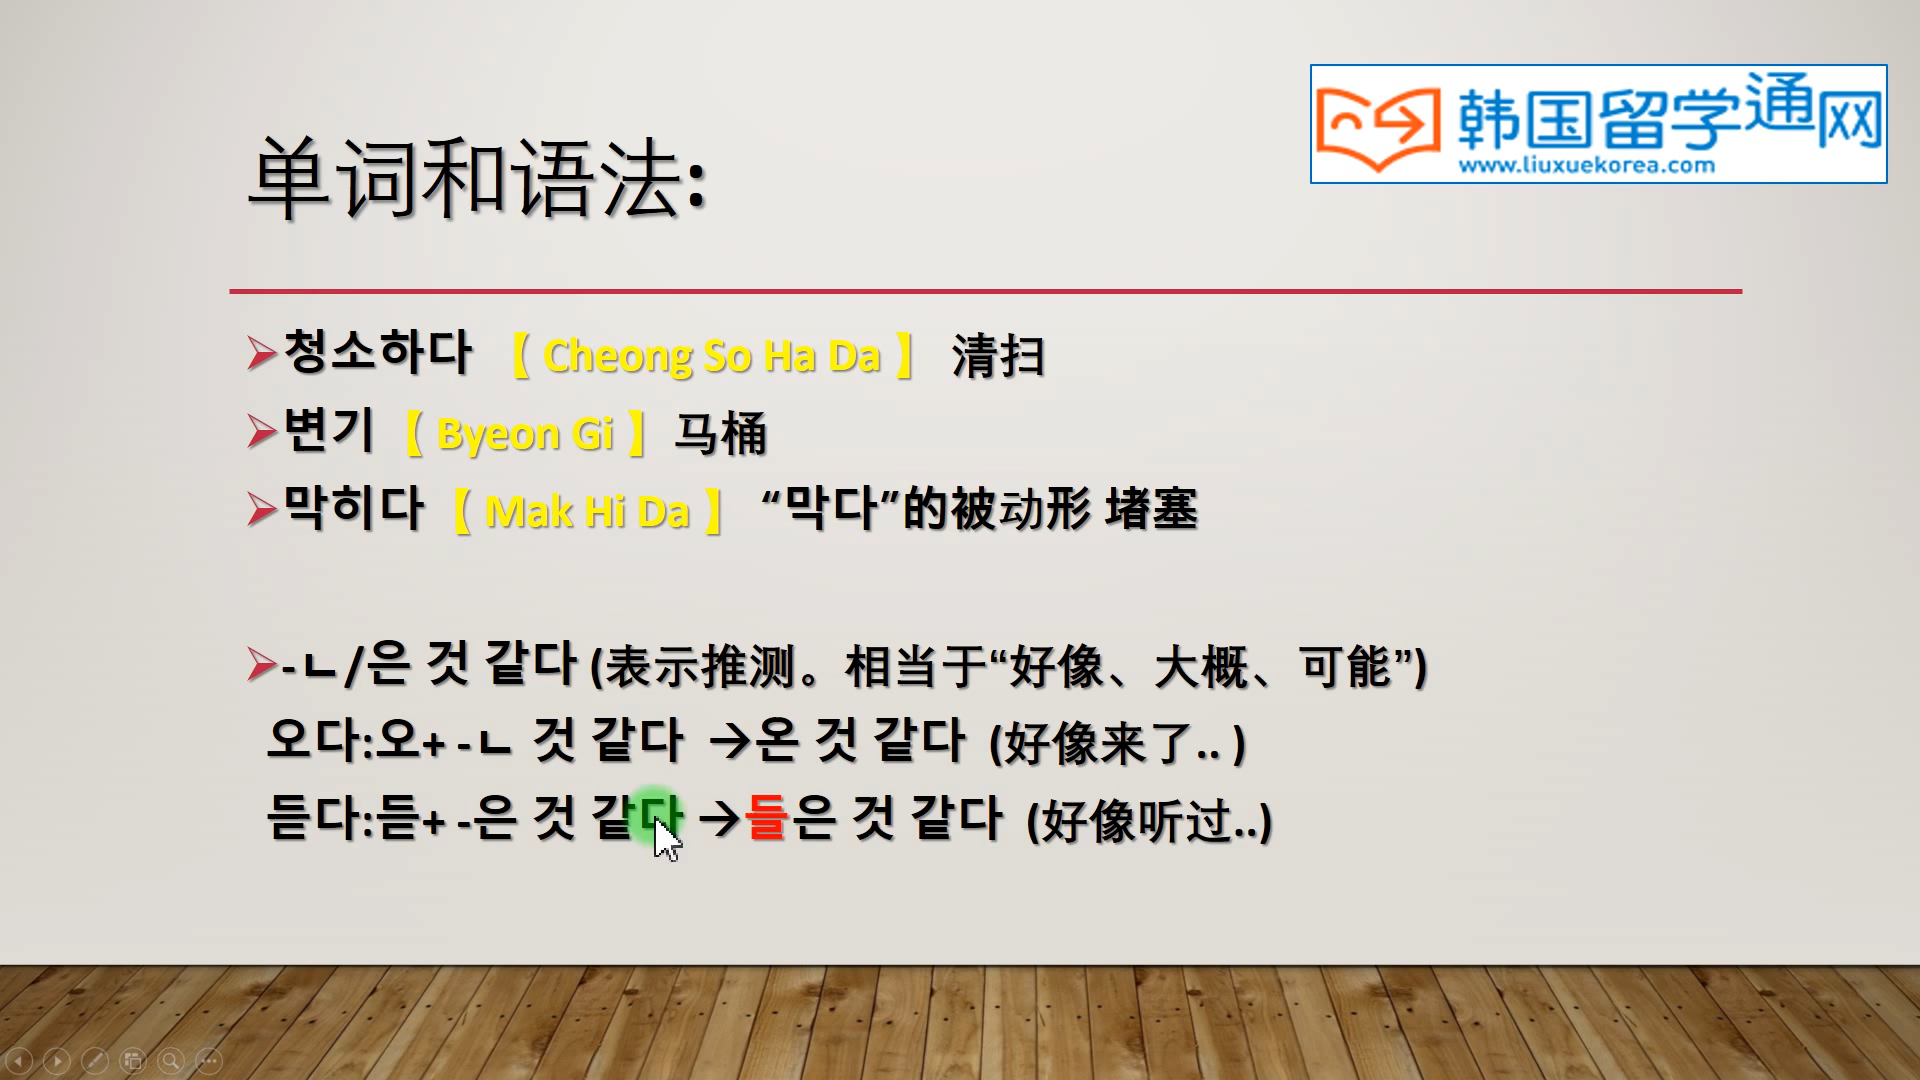 韩国留学通网
www.liuxuekorea.com
单词和语法:
청소하다 【 Cheong So Ha Da 】 清扫
변기【 Byeon Gi 】马桶
막히다【 Mak Hi Da 】 “막다”的被动形 堵塞
-ㄴ/은 것 같다 (表示推测。相当于“好像、大概、可能”)
오다:오+ -ㄴ 것 같다 →온 것 같다 (好像来了.. )
듣다:듣+ -은 것 같다 →들은 것 같다 (好像听过..)